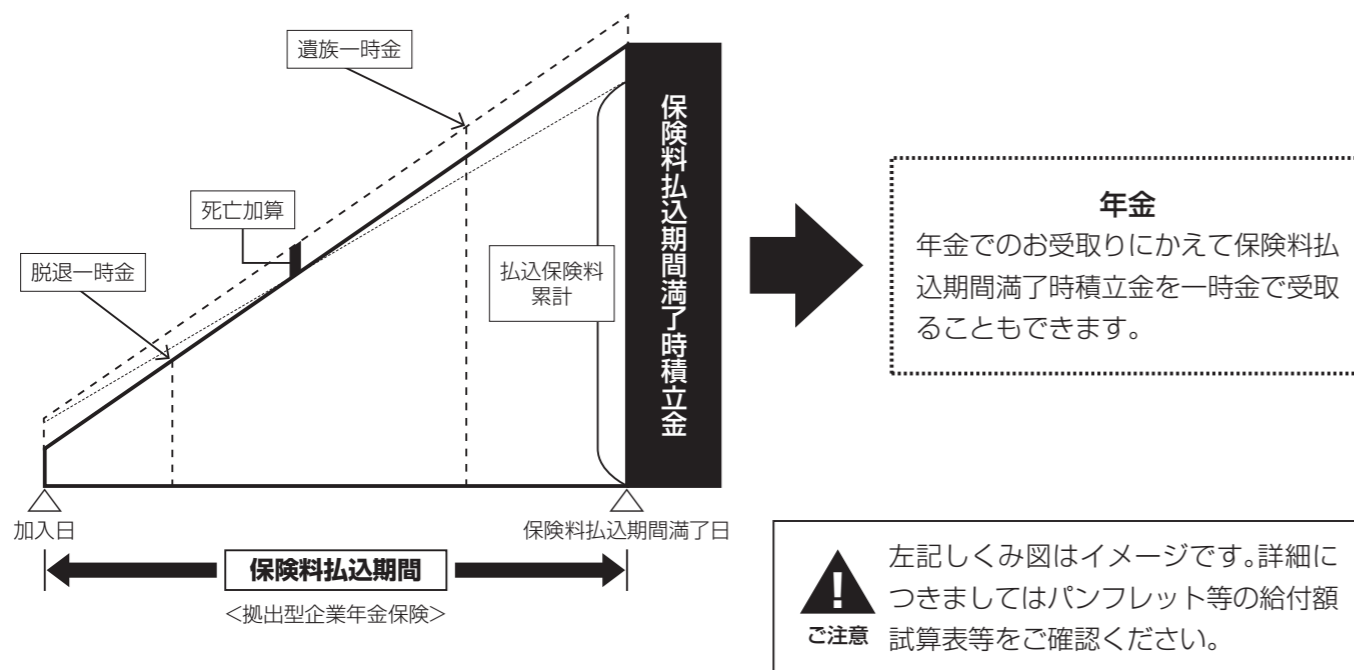 遺族一時金
死亡加算
脱退一時金
払込保険料
累計
保険料払込期間満了時積立金
年金
年金でのお受取りにかえて保険料払
込期間満了時積立金を一時金で受取
ることもできます。
加入日
保険料払込期間満了日
保険料払込期間
<拠出型企業年金保険>
!
ご注意
左記しくみ図はイメージです。詳細に
つきましてはパンフレット等の給付額
試算表等をご確認ください。